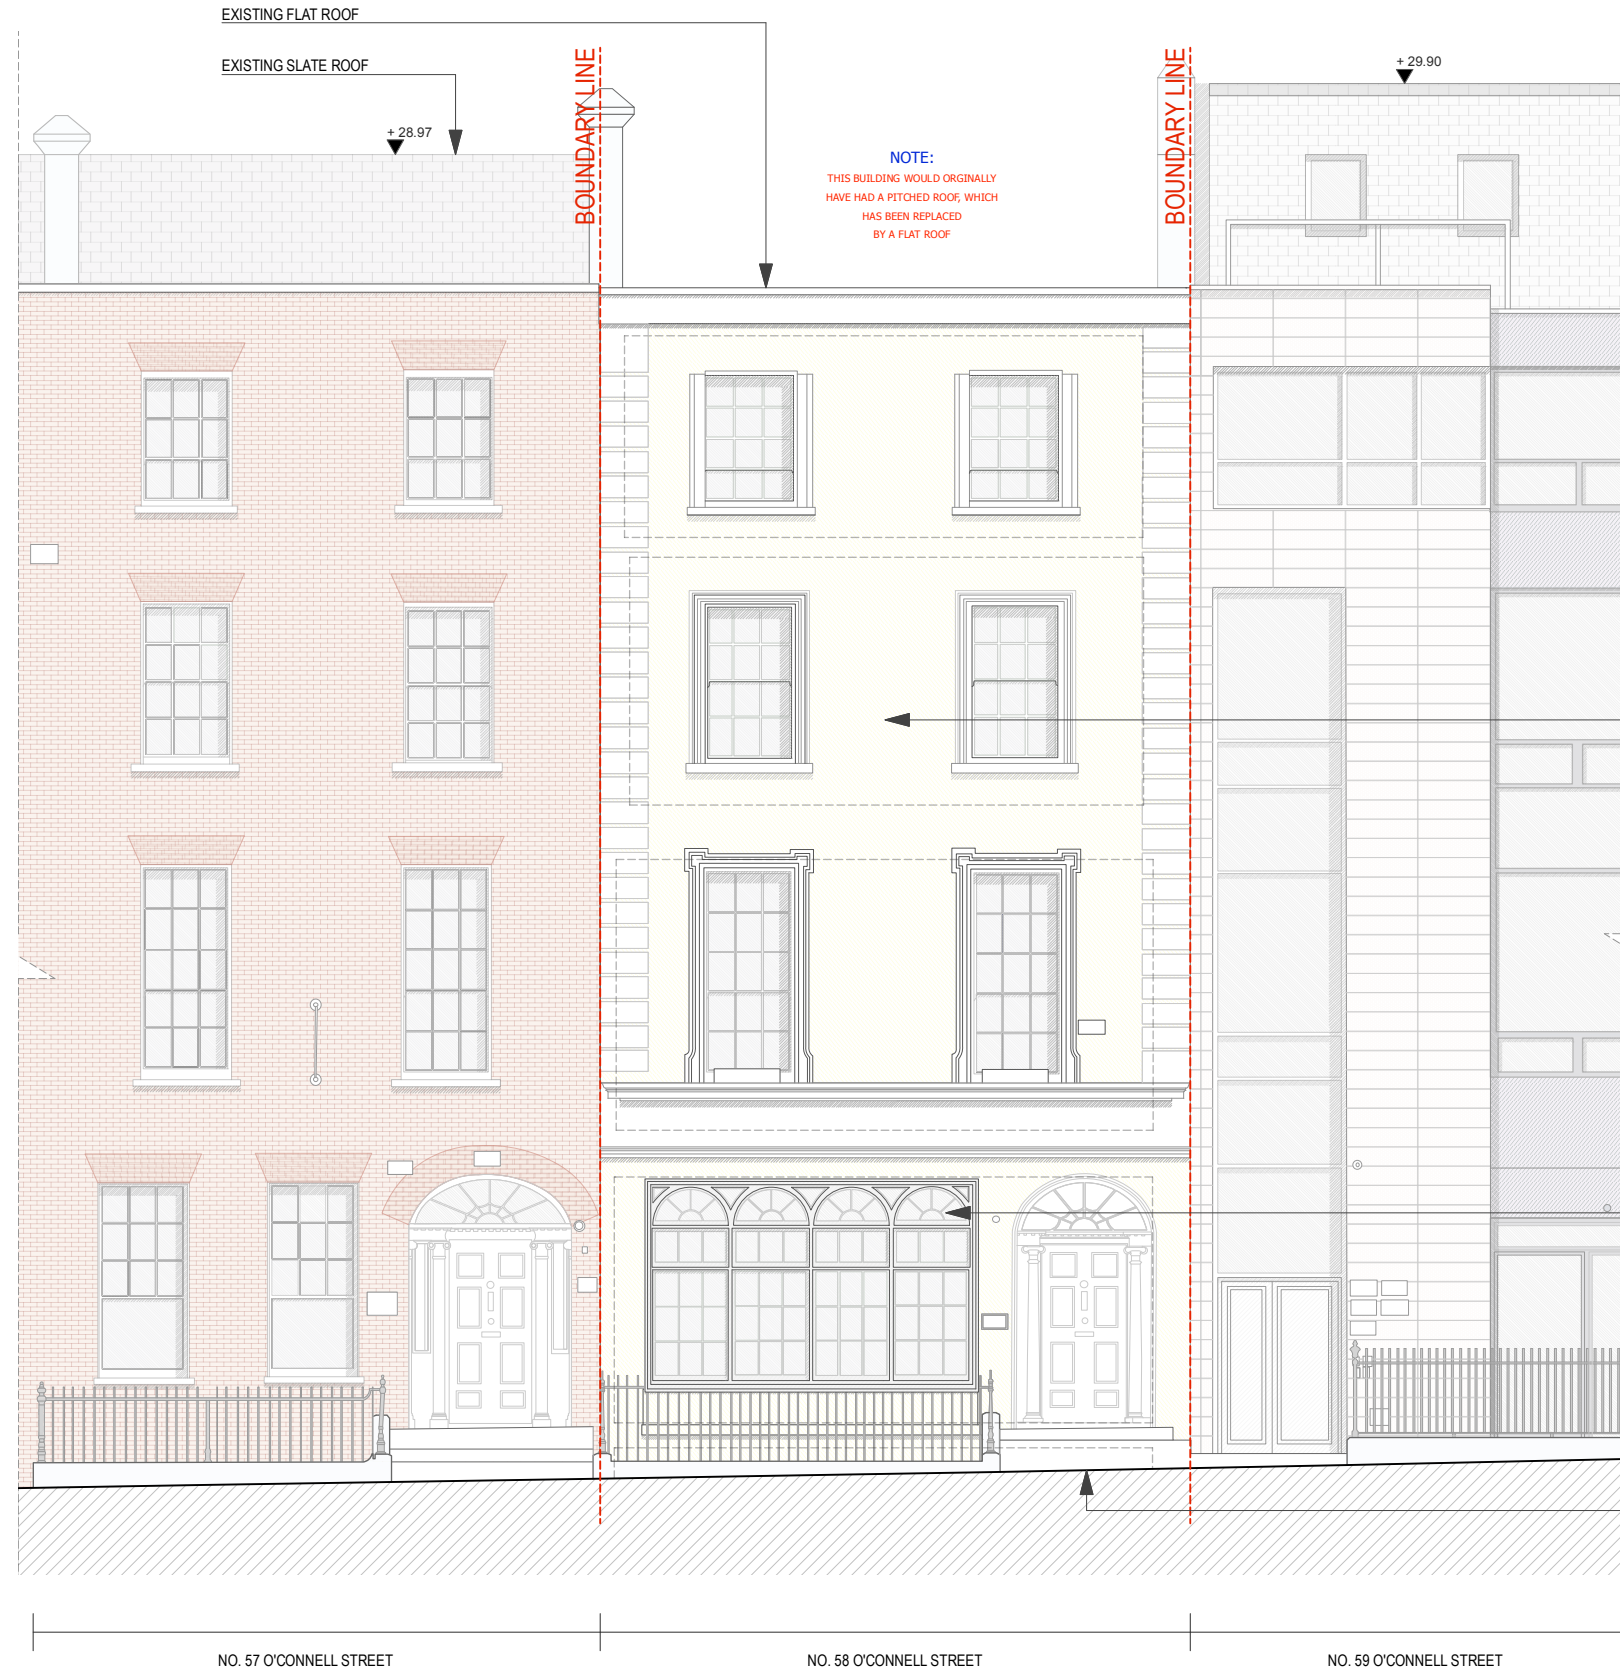 EXISTING FLAT ROOF
EXISTING SLATE ROOF
BOUNDARY LINE
BOUNDARY LINE
+ 29.90
+ 28.97
NOTE:
THIS BUILDING WOULD ORGINALLY
HAVE HAD A PITCHED ROOF, WHICH
HAS BEEN REPLACED
BY A FLAT ROOF
NO. 57 O'CONNELL STREET
NO. 58 O'CONNELL STREET
NO. 59 O'CONNELL STREET